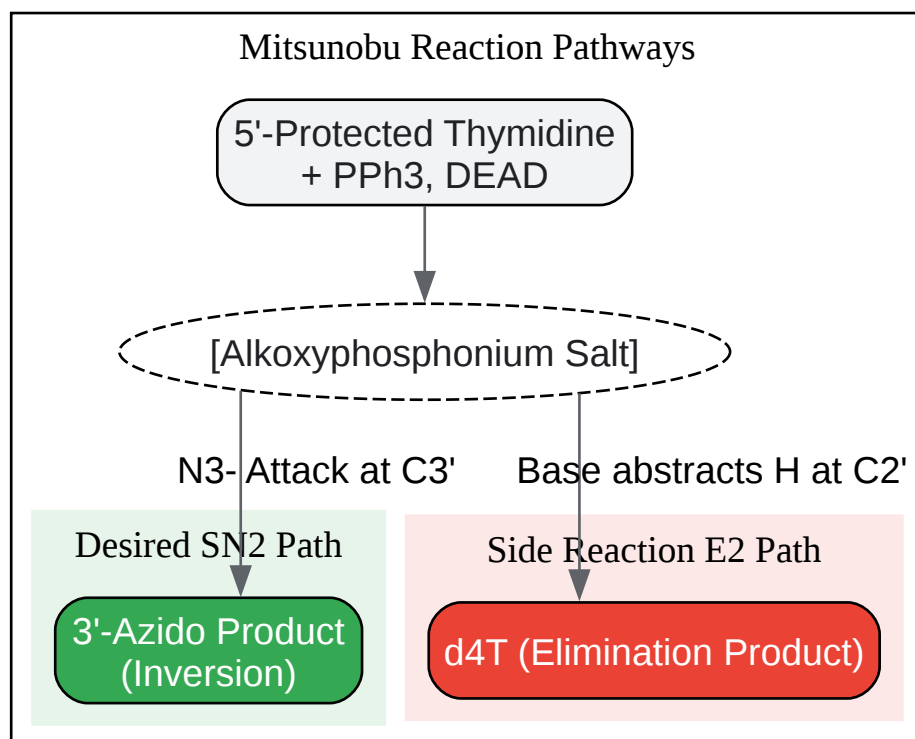 Mitsunobu Reaction Pathways
5'-Protected Thymidine
+ PPh3, DEAD
[Alkoxyphosphonium Salt]
N3- Attack at C3'
Base abstracts H at C2'
Desired SN2 Path
Side Reaction E2 Path
3'-Azido Product
(Inversion)
d4T (Elimination Product)